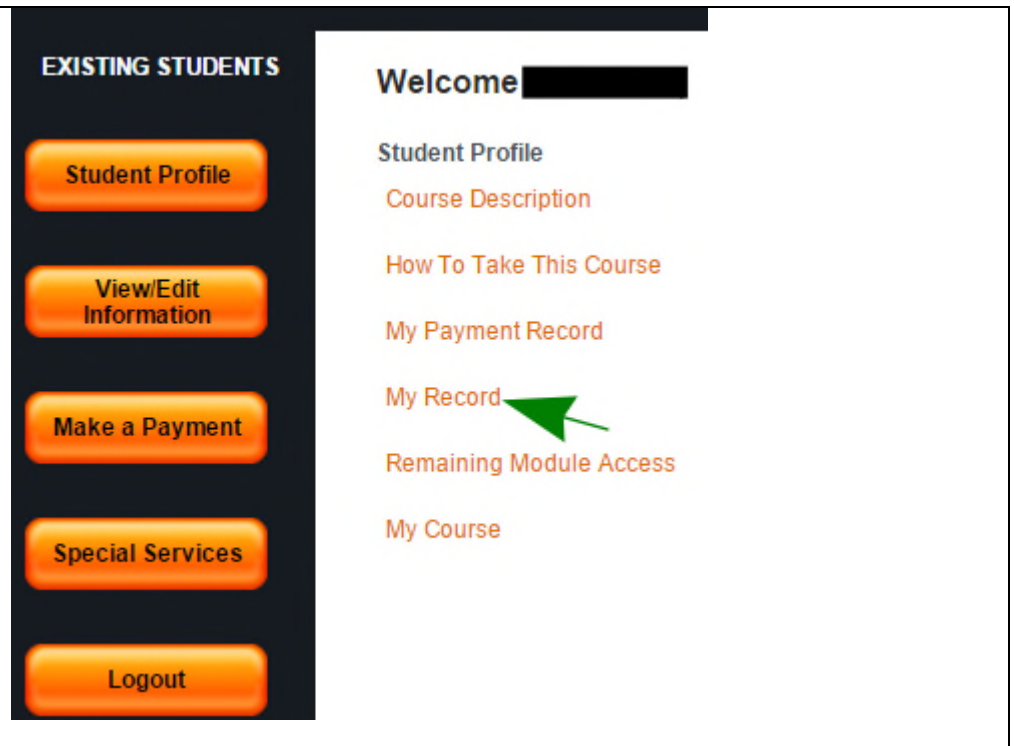 EXISTING STUDENTS
Student Profile
View/Edit
Information
Make a Payment
Special Services
Logout
Welcome
Student Profile
Course Description
How To Take This Course
My Payment Record
My Record
Remaining Module Access
My Course